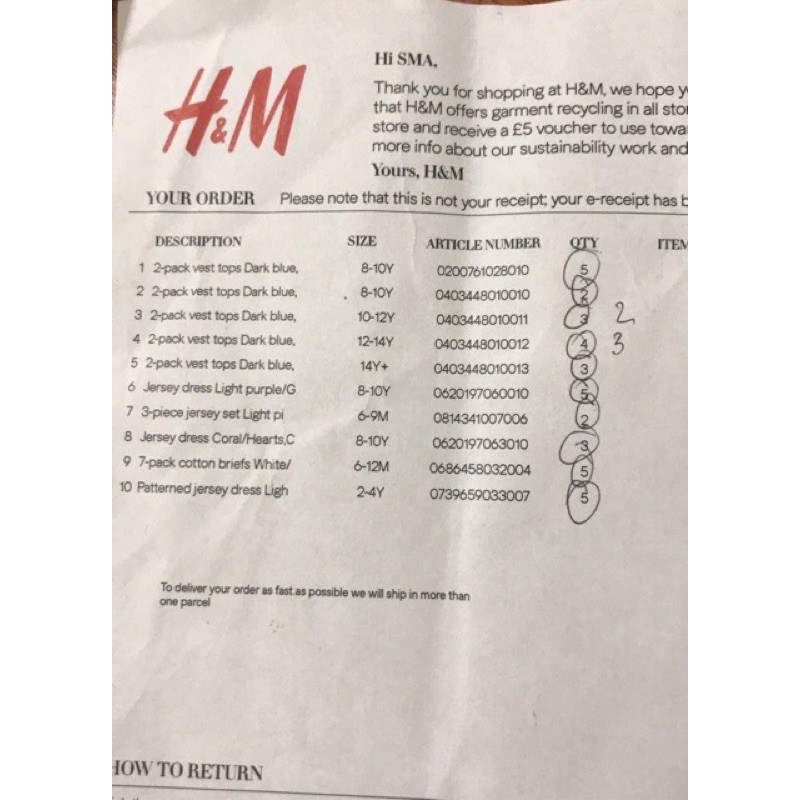 H&M
Hi SMA,
Thank you for shopping at H&M, we hope
that H&M offers garment recycling in all
store and receive a £5 voucher to use
more info about our sustainability work and
Yours, H&M
YOUR ORDER Please note that this is not your receipt; your e-receipt has
DESCRIPTION SIZE ARTICLE NUMBER QTY
1 2-pack vest tops Dark blue, 8-10Y 0200761028010 5
2 2-pack vest tops Dark blue, 8-10Y 0403448010010 2
3 2-pack vest tops Dark blue, 10-12Y 0403448010011 3 2
4 2-pack vest tops Dark blue, 12-14Y 0403448010012 4 3
5 2-pack vest tops Dark blue, 14Y+ 0403448010013 3
6 Jersey dress Light purple/G 8-10Y 0620197060010 5
7 3-piece jersey set Light pi 6-9M 0814341007006 2
8 Jersey dress Coral/Hearts,C 8-10Y 0620197063010 3
9 7-pack cotton briefs White/ 6-12M 0686458032004 5
10 Patterned jersey dress Ligh 2-4Y 0739659033007 5
To deliver your order as fast as possible we will ship in more than
one parcel
HOW TO RETURN